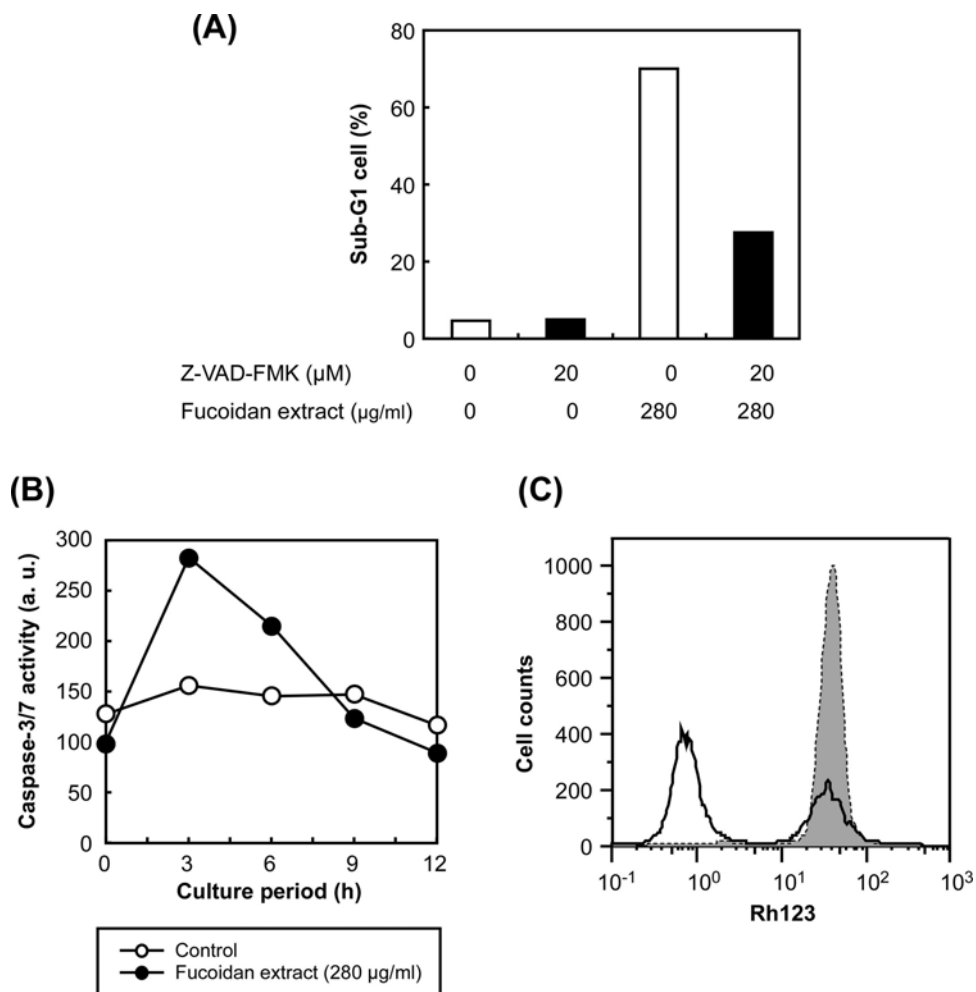 (A)
80
60
40
20
0
Sub-G1 cell (%)
Z-VAD-FMK (μM) 0 20 0 20
Fucoidan extract (μg/ml) 0 0 280 280
(B)
300
250
200
150
100
50
0
Caspase-3/7 activity (a. u.)
0 3 6 9 12
Culture period (h)
Control
Fucoidan extract (280 μg/ml)
(C)
1000
800
600
400
200
0
Cell counts
10-1 100 101 102 103
Rh123